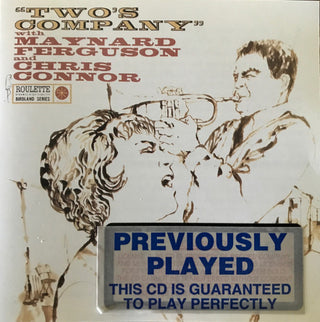 "TWO'S
COMPANY"
with
MAYNARD
FERGUSON
and
CHRIS
CONNOR
ROULETTE
BIRDLAND SERIES
PREVIOUSLY
PLAYED
THIS CD IS GUARANTEED
TO PLAY PERFECTLY